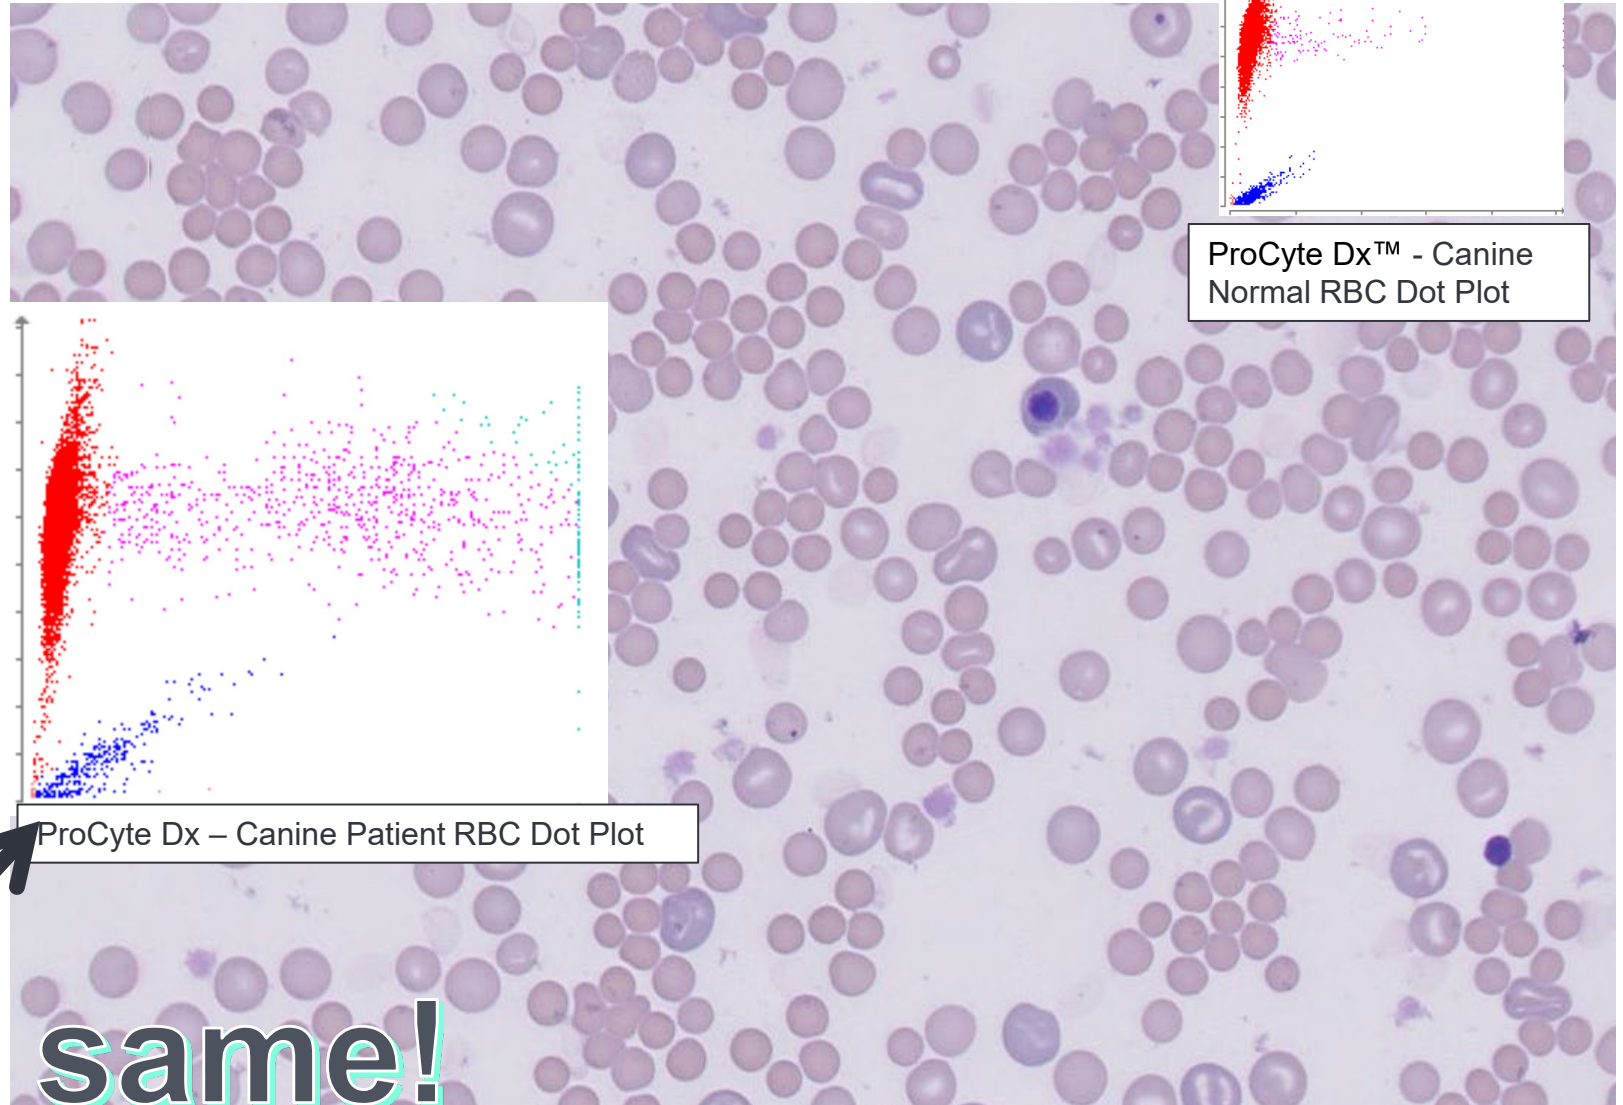 ProCyte Dx™ - Canine
Normal RBC Dot Plot
ProCyte Dx – Canine Patient RBC Dot Plot
same!